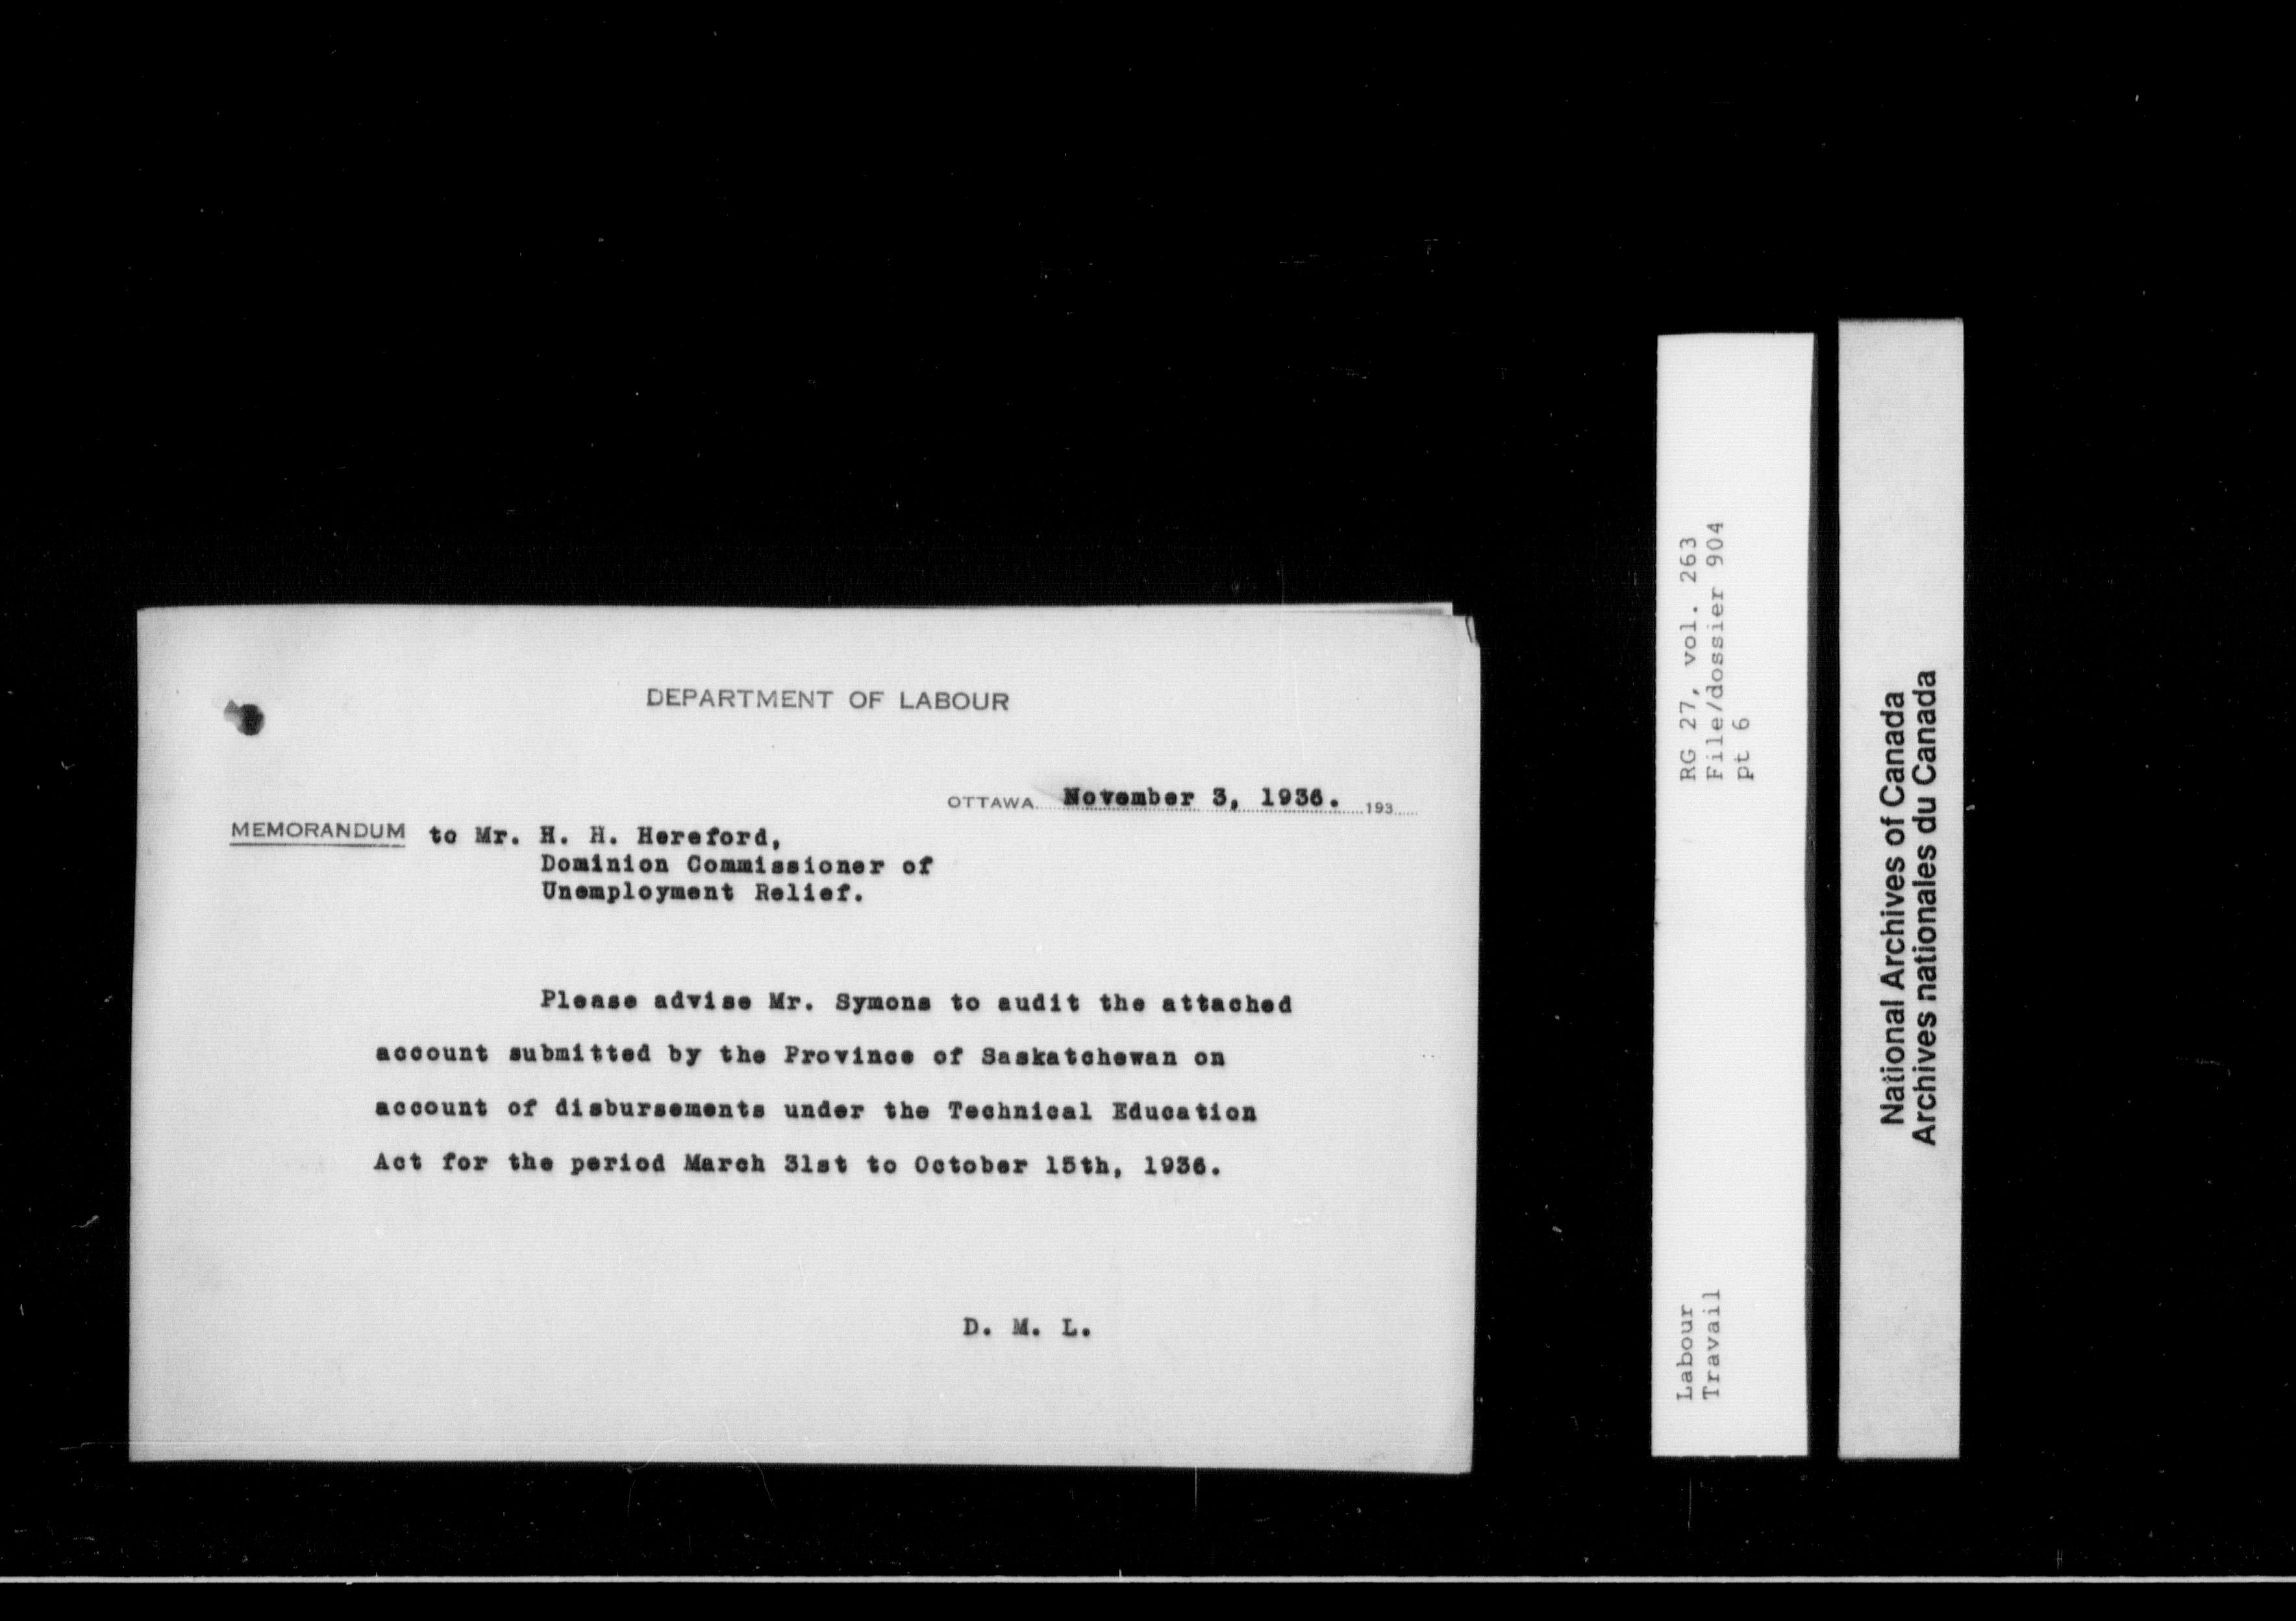 DEPARTMENT OF LABOUR
OTTAWA November 3, 1936. 193
MEMORANDUM to Mr. H. H. Hereford,
Dominion Commissioner of
Unemployment Relief.
Please advise Mr. Symons to audit the attached
account submitted by the Province of Saskatchewan on
account of disbursements under the Technical Education
Act for the period March 31st to October 15th, 1936.
D. M. L.
RG 27, vol. 263
File/dossier 904
pt 6
Labour
Travail
National Archives of Canada
Archives nationales du Canada